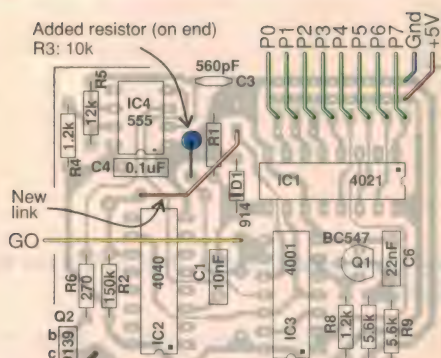 Added resistor (on end)
R3: 10k
560pF
C3
P0
P1
P2
P3
P4
P5
P6
P7
Gnd
+5V
R5
12k
IC4
555
R1
1.2k
R4
C4
0.1uF
D1
914
IC1
4021
New
link
GO
4040
IC2
C1
10nF
4001
IC3
BC547
Q1
22nF
C6
R6
270
150k
R2
Q2
b
c
D139
R8
1.2k
5.6k
5.6k
R9